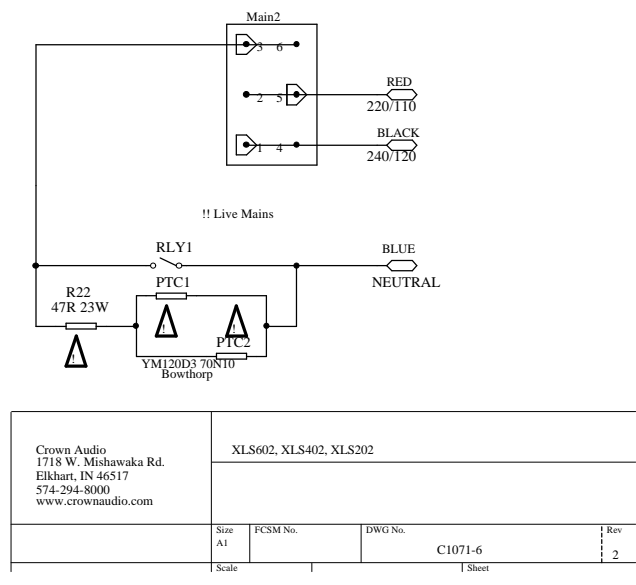 Main2
3 6
RED
2 5
220/110
BLACK
1 4
240/120
!! Live Mains
RLY1
BLUE
PTC1
NEUTRAL
R22
47R 23W
!
!
PTC2
!
YM120D3 70N10
Bowthorp
Crown Audio
1718 W. Mishawaka Rd.
Elkhart, IN 46517
574-294-8000
www.crownaudio.com
XLS602, XLS402, XLS202
Size
A1
FCSM No.
DWG No.
C1071-6
Rev
2
Scale
Sheet